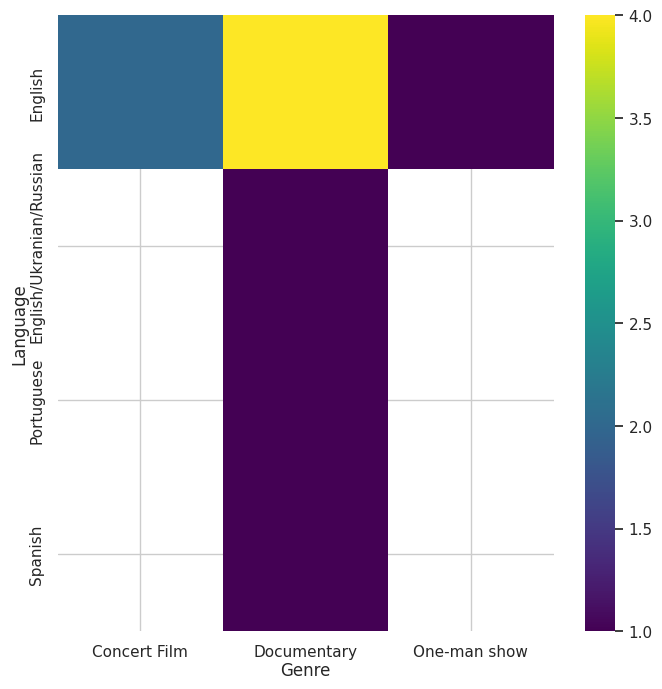 Language
English
English/Ukranian/Russian
Portuguese
Spanish
Concert Film
Documentary
One-man show
Genre
4.0
3.5
3.0
2.5
2.0
1.5
1.0